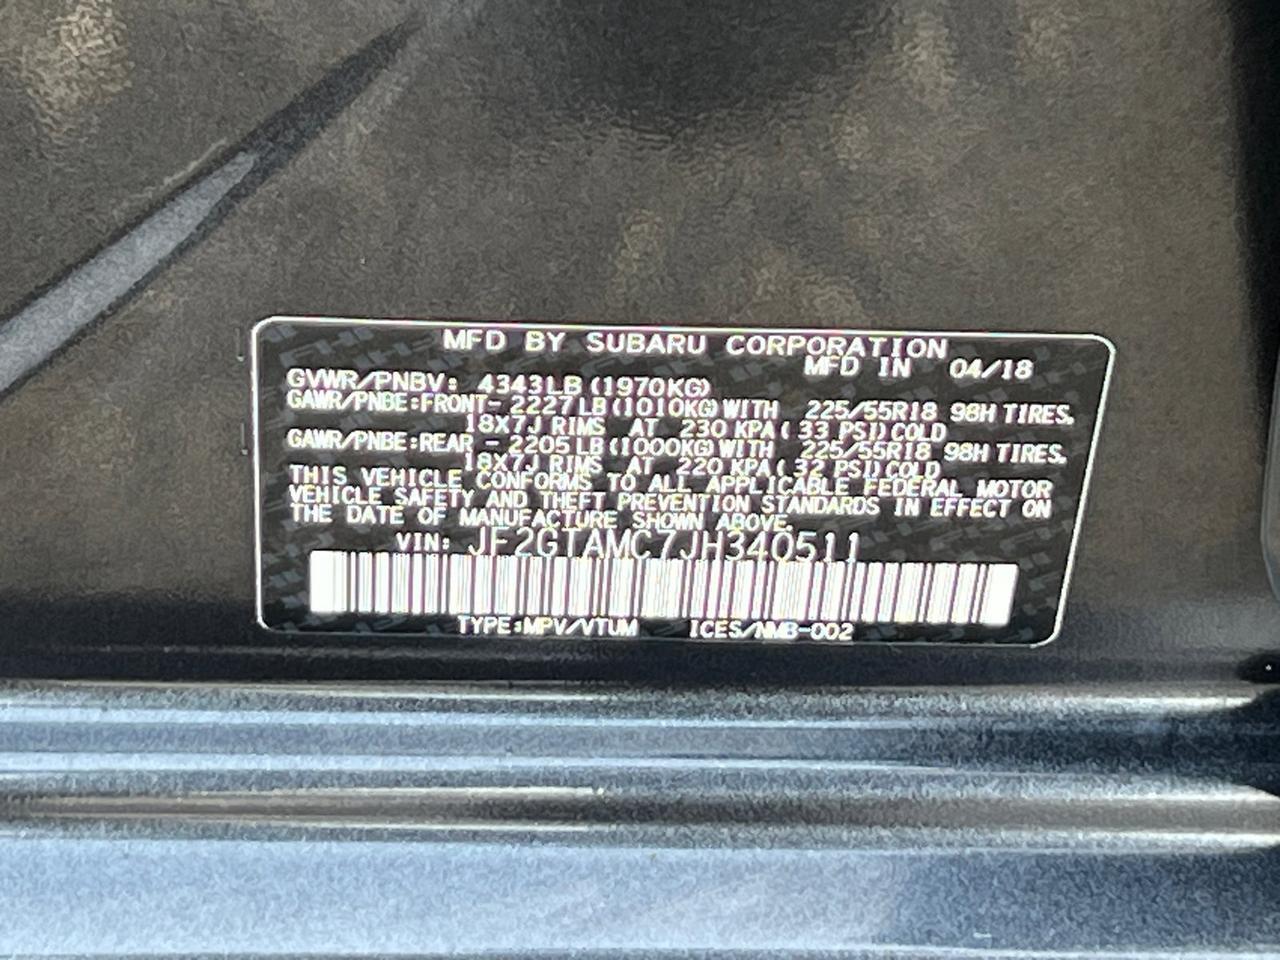 MFD BY SUBARU CORPORATION
MFD IN 04/18
GVWR/PNBV: 4343LB(1970KG)
GAWR/PNBE:FRONT- 2227LB(1010KG)WITH 225/55R18 98H TIRES,
18X7J RIMS AT 230 KPA( 33 PSI)COLD
GAWR/PNBE:REAR - 2205LB(1000KG)WITH 225/55R18 98H TIRES,
18X7J RIMS AT 220 KPA( 32 PSI)COLD
THIS VEHICLE CONFORMS TO ALL APPLICABLE FEDERAL MOTOR
VEHICLE SAFETY AND THEFT PREVENTION STANDARDS IN EFFECT ON
THE DATE OF MANUFACTURE SHOWN ABOVE.
VIN: JF2GTAMC7JH340511
TYPE:MPV/VTUM ICES/NMB-002